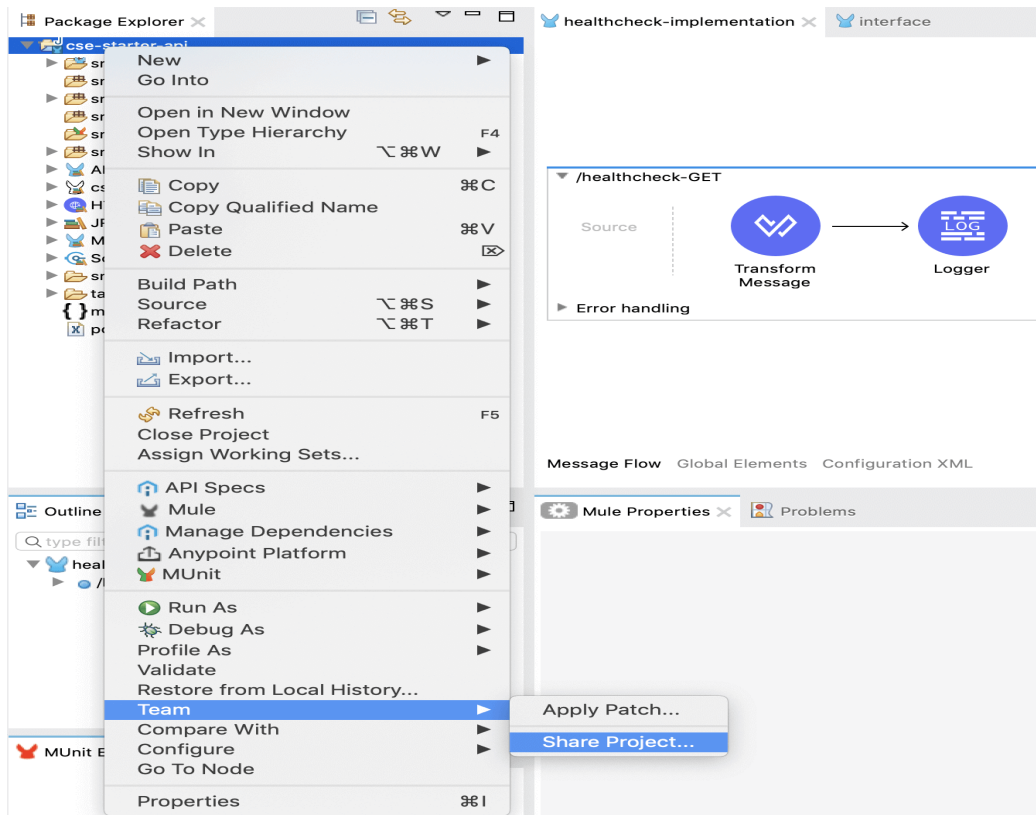 Package Explorer
healthcheck-implementation
interface
cse-starter-api
New
Go Into
Open in New Window
Open Type Hierarchy F4
Show In ⌥⌘W
Copy ⌘C
Copy Qualified Name
Paste ⌘V
Delete ⌦
Build Path
Source ⌥⌘S
Refactor ⌥⌘T
Import...
Export...
Refresh F5
Close Project
Assign Working Sets...
API Specs
Mule
Manage Dependencies
Anypoint Platform
MUnit
Run As
Debug As
Profile As
Validate
Restore from Local History...
Team
Compare With
Configure
Go To Node
Properties ⌘I
Apply Patch...
Share Project...
/healthcheck-GET
Source
Transform
Message
LOG
Logger
Error handling
Message Flow Global Elements Configuration XML
Outline
type filt
heal
MUnit E
Mule Properties
Problems